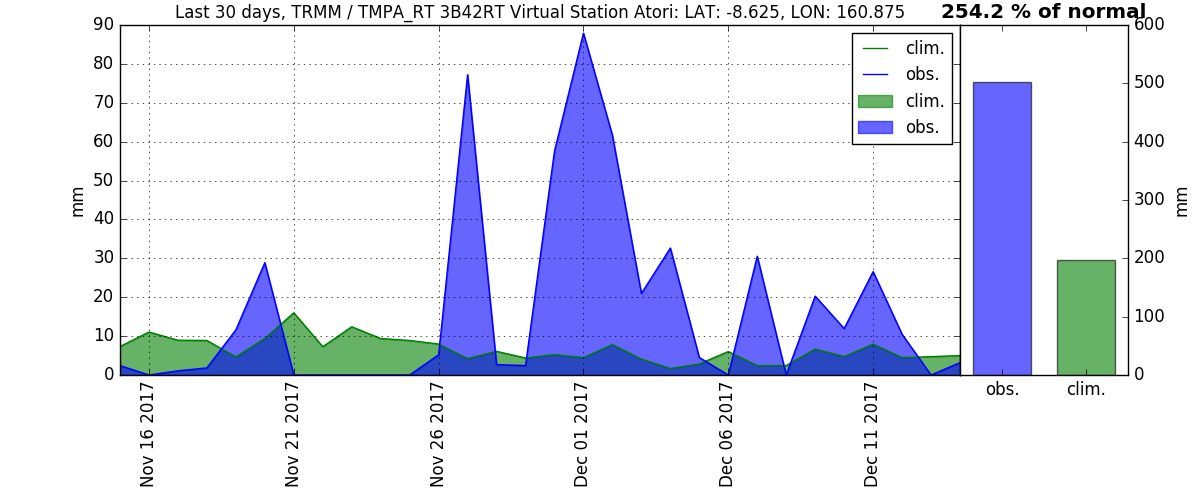 Last 30 days, TRMM / TMPA_RT 3B42RT Virtual Station Atori: LAT: -8.625, LON: 160.875
254.2 % of normal
mm
90
80
70
60
50
40
30
20
10
0
clim.
obs.
clim.
obs.
Nov 16 2017
Nov 21 2017
Nov 26 2017
Dec 01 2017
Dec 06 2017
Dec 11 2017
600
500
400
300
200
100
0
mm
obs.
clim.